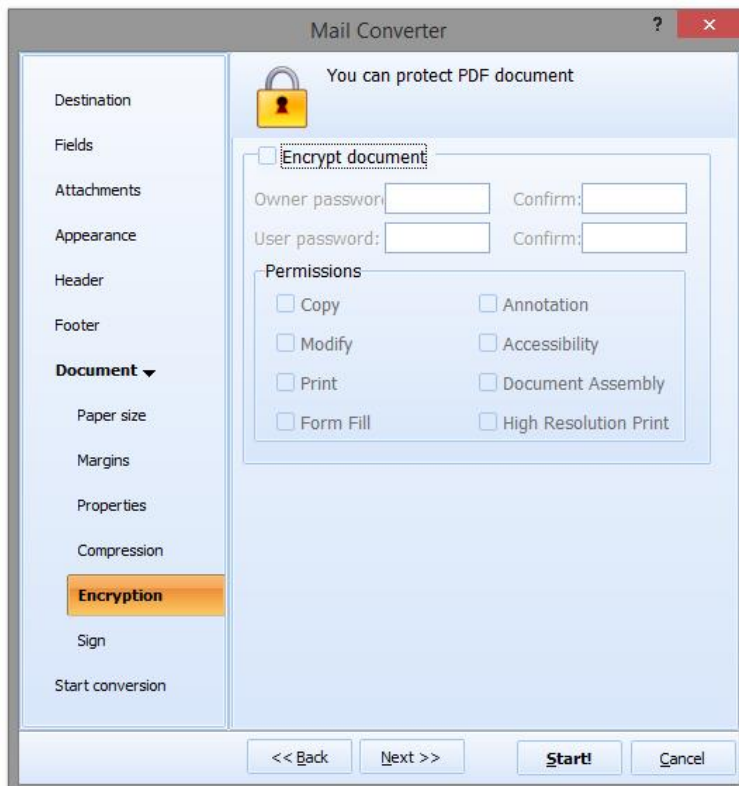 Mail Converter ? ×
Destination
Fields
Attachments
Appearance
Header
Footer
Document
Paper size
Margins
Properties
Compression
Encryption
Sign
Start conversion
You can protect PDF document
Encrypt document
Owner passwor Confirm:
User password: Confirm:
Permissions
Copy Annotation
Modify Accessibility
Print Document Assembly
Form Fill High Resolution Print
<< Back Next >> Start! Cancel